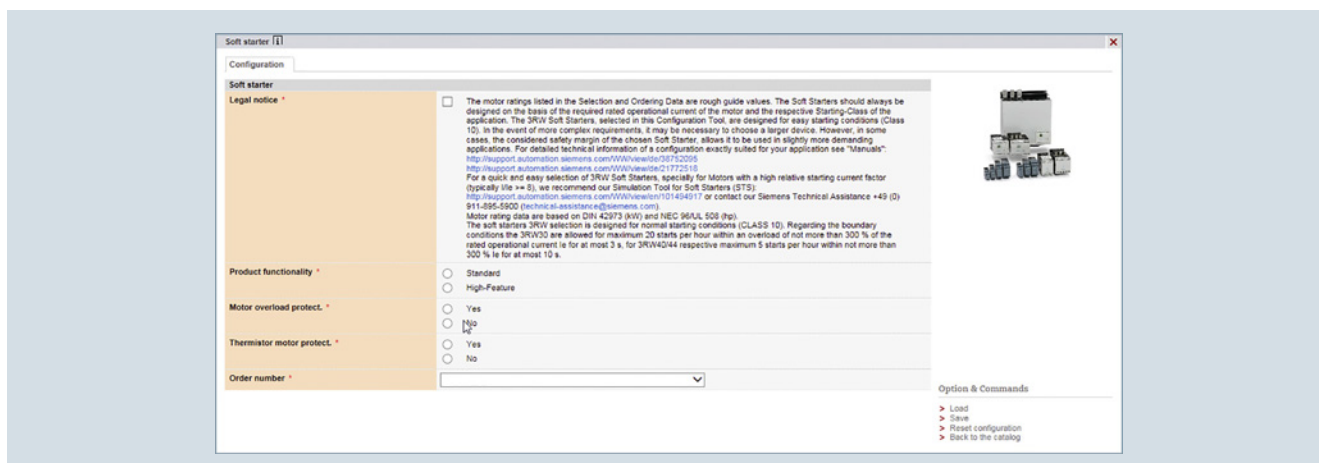 Soft starter i
Configuration
Soft starter
Legal notice *
The motor ratings listed in the Selection and Ordering Data are rough guide values. The Soft Starters should always be
designed on the basis of the required rated operational current of the motor and the respective Starting-Class of the
application. The 3RW Soft Starters, selected in this Configuration Tool, are designed for easy starting conditions (Class
10). In the event of more complex requirements, it may be necessary to choose a larger device. However, in some
cases, the considered safety margin of the chosen Soft Starter, allows it to be used in slightly more demanding
applications. For detailed technical information of a configuration exactly suited for your application see "Manuals":
http://support.automation.siemens.com/WW/view/de/38752095
http://support.automation.siemens.com/WW/view/de/21772518
For a quick and easy selection of 3RW Soft Starters, specially for Motors with a high relative starting current factor
(typically I/Ie >= 8), we recommend our Simulation Tool for Soft Starters (STS):
http://support.automation.siemens.com/WW/view/en/101494917 or contact our Siemens Technical Assistance +49 (0)
911-895-5900 (technical-assistance@siemens.com).
Motor rating data are based on DIN 42973 (kW) and NEC 96/UL 508 (hp).
The soft starters 3RW selection is designed for normal starting conditions (CLASS 10). Regarding the boundary
conditions the 3RW30 are allowed for maximum 20 starts per hour within an overload of not more than 300 % of the
rated operational current Ie for at most 3 s, for 3RW40/44 respective maximum 5 starts per hour within not more than
300 % Ie for at most 10 s.
Product functionality *
Standard
High-Feature
Motor overload protect. *
Yes
No
Thermistor motor protect. *
Yes
No
Order number *
Option & Commands
> Load
> Save
> Reset configuration
> Back to the catalog